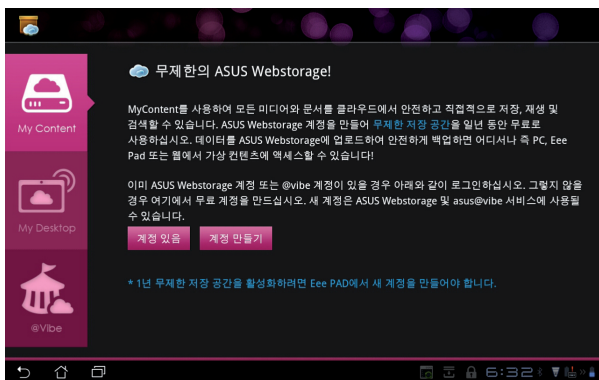 무제한의 ASUS Webstorage!
MyContent를 사용하여 모든 미디어와 문서를 클라우드에서 안전하고 직접적으로 저장, 재생 및
검색할 수 있습니다. ASUS Webstorage 계정을 만들어 무제한 저장 공간을 일년 동안 무료로
사용하십시오. 데이터를 ASUS Webstorage에 업로드하여 안전하게 백업하면 어디서나 즉 PC, Eee
Pad 또는 웹에서 가상 컨텐츠에 액세스할 수 있습니다!
이미 ASUS Webstorage 계정 또는 @vibe 계정이 있을 경우 아래와 같이 로그인하십시오. 그렇지 않을
경우 여기에서 무료 계정을 만드십시오. 새 계정은 ASUS Webstorage 및 asus@vibe 서비스에 사용될
수 있습니다.
계정 있음
계정 만들기
* 1년 무제한 저장 공간을 활성화하려면 Eee PAD에서 새 계정을 만들어야 합니다.
My Content
My Desktop
@Vibe
6:32